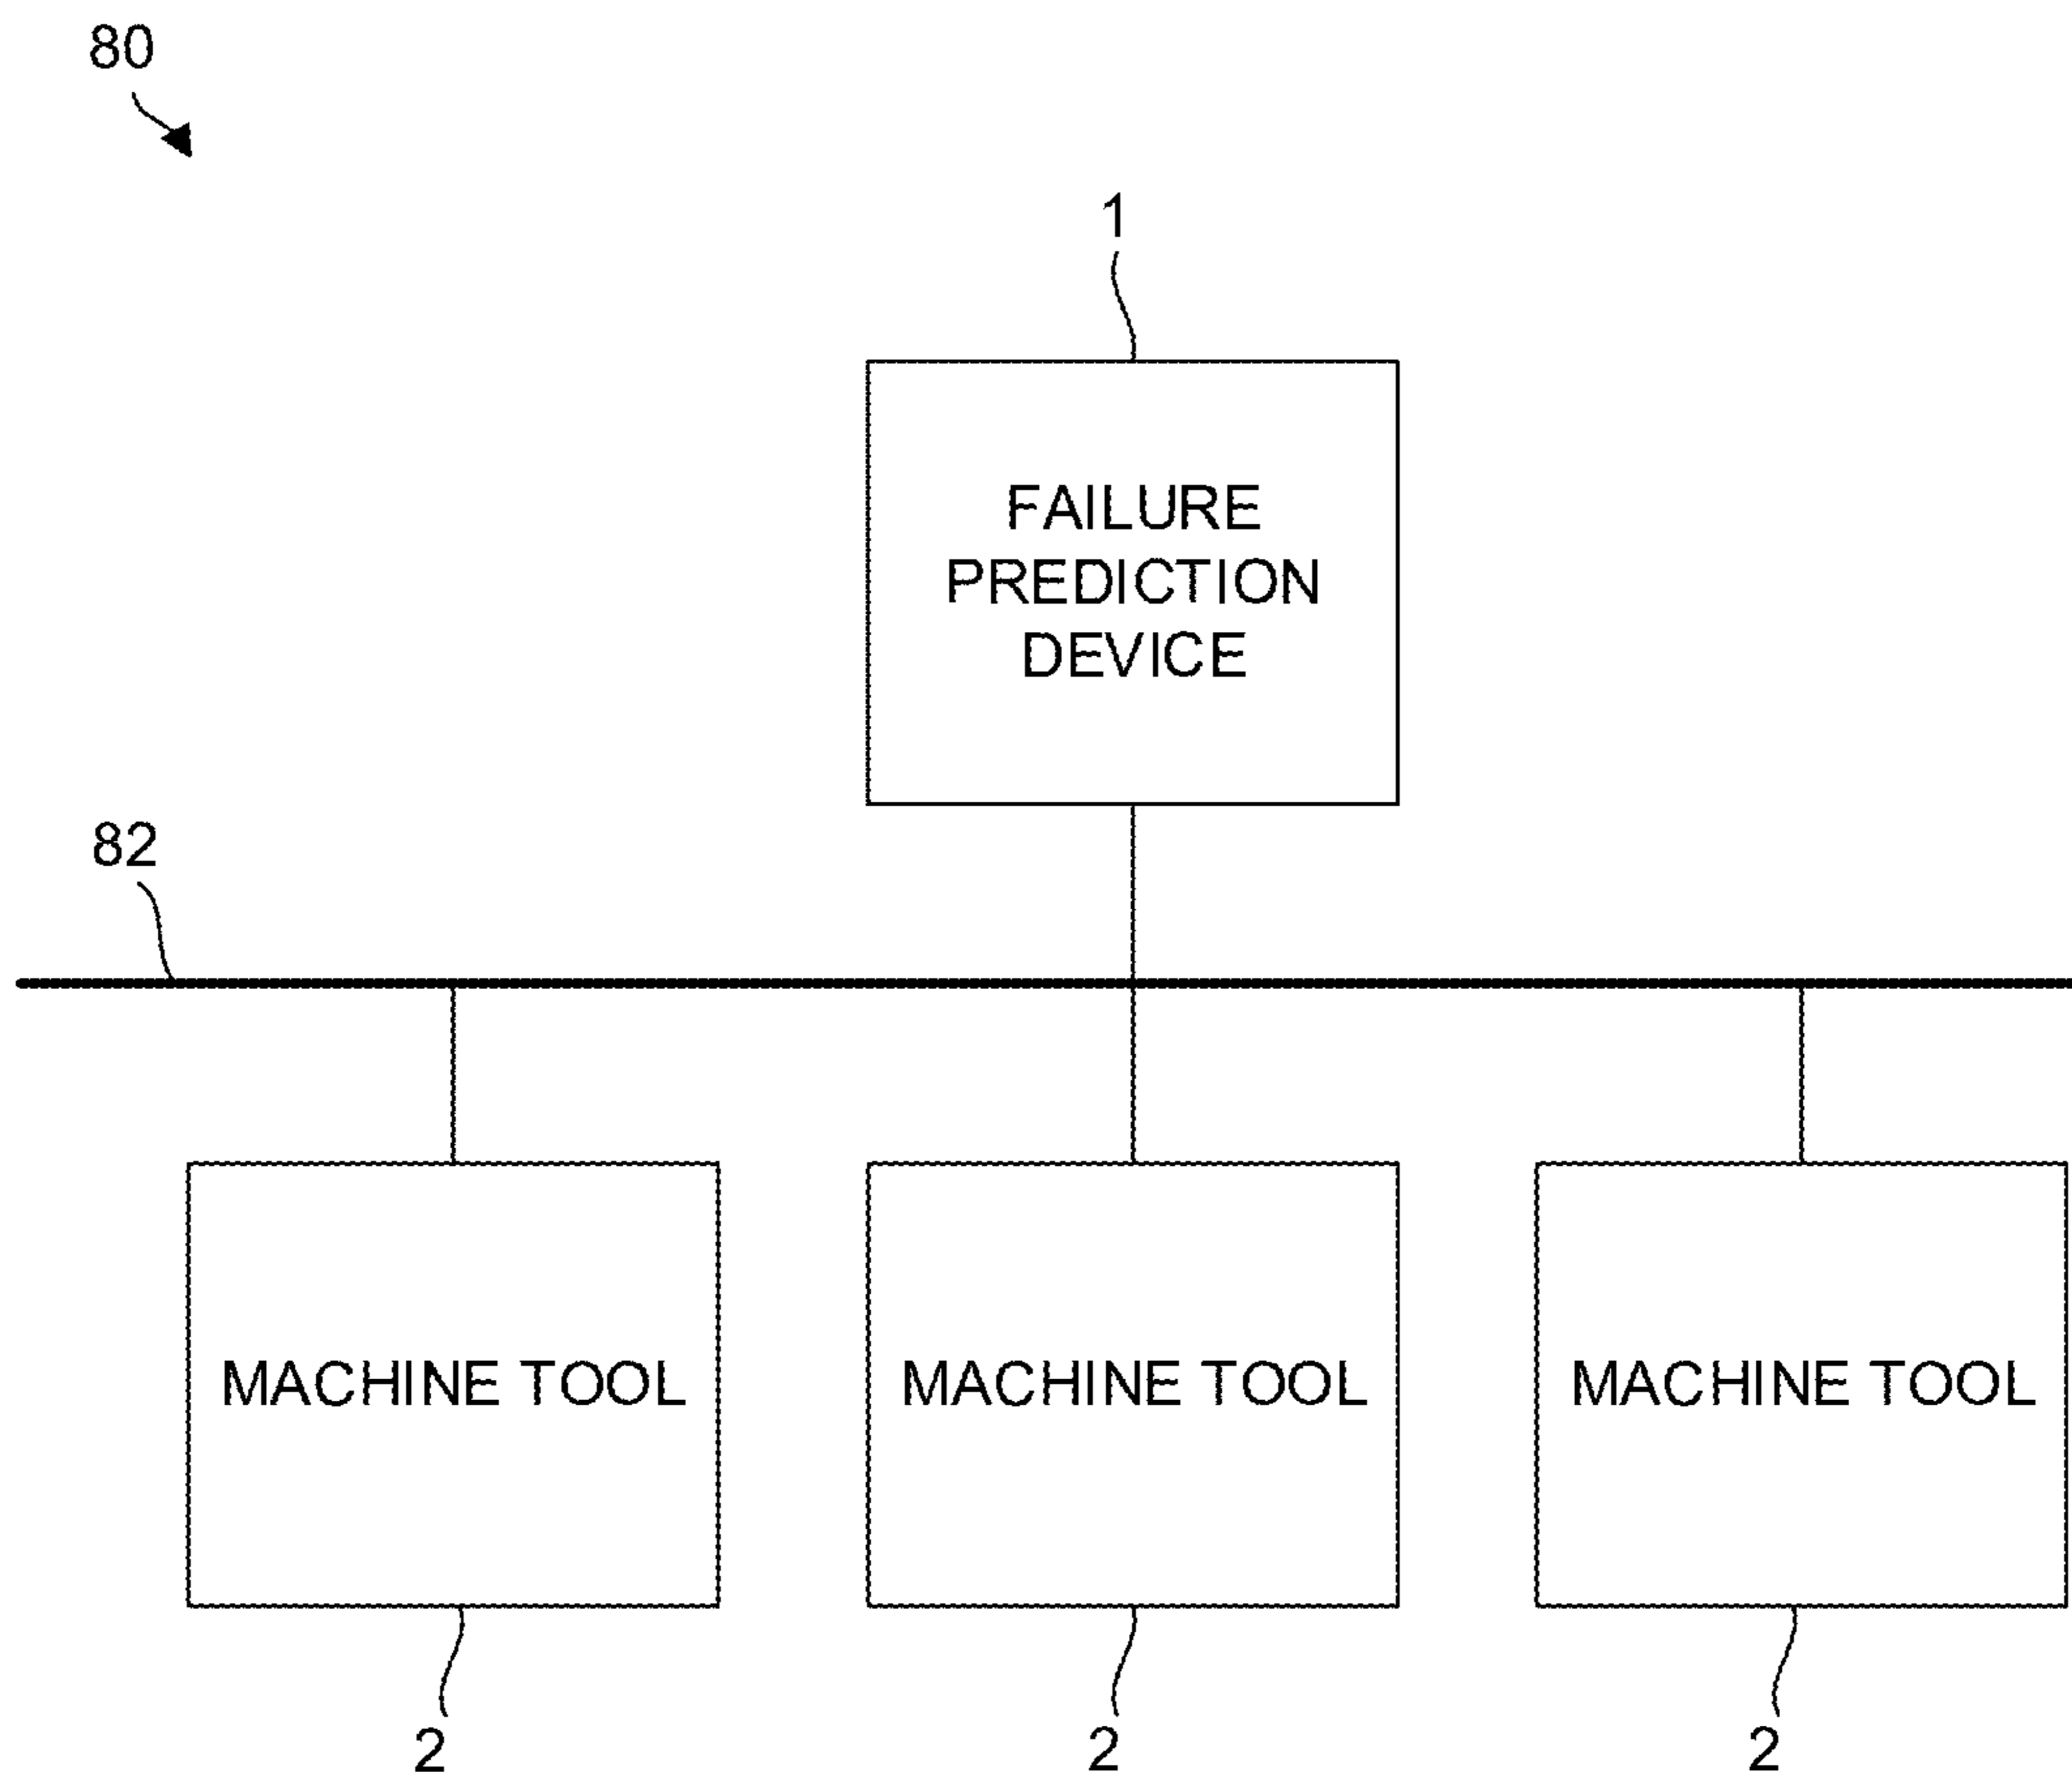 80
1
FAILURE
PREDICTION
DEVICE
82
MACHINE TOOL
MACHINE TOOL
MACHINE TOOL
2
2
2